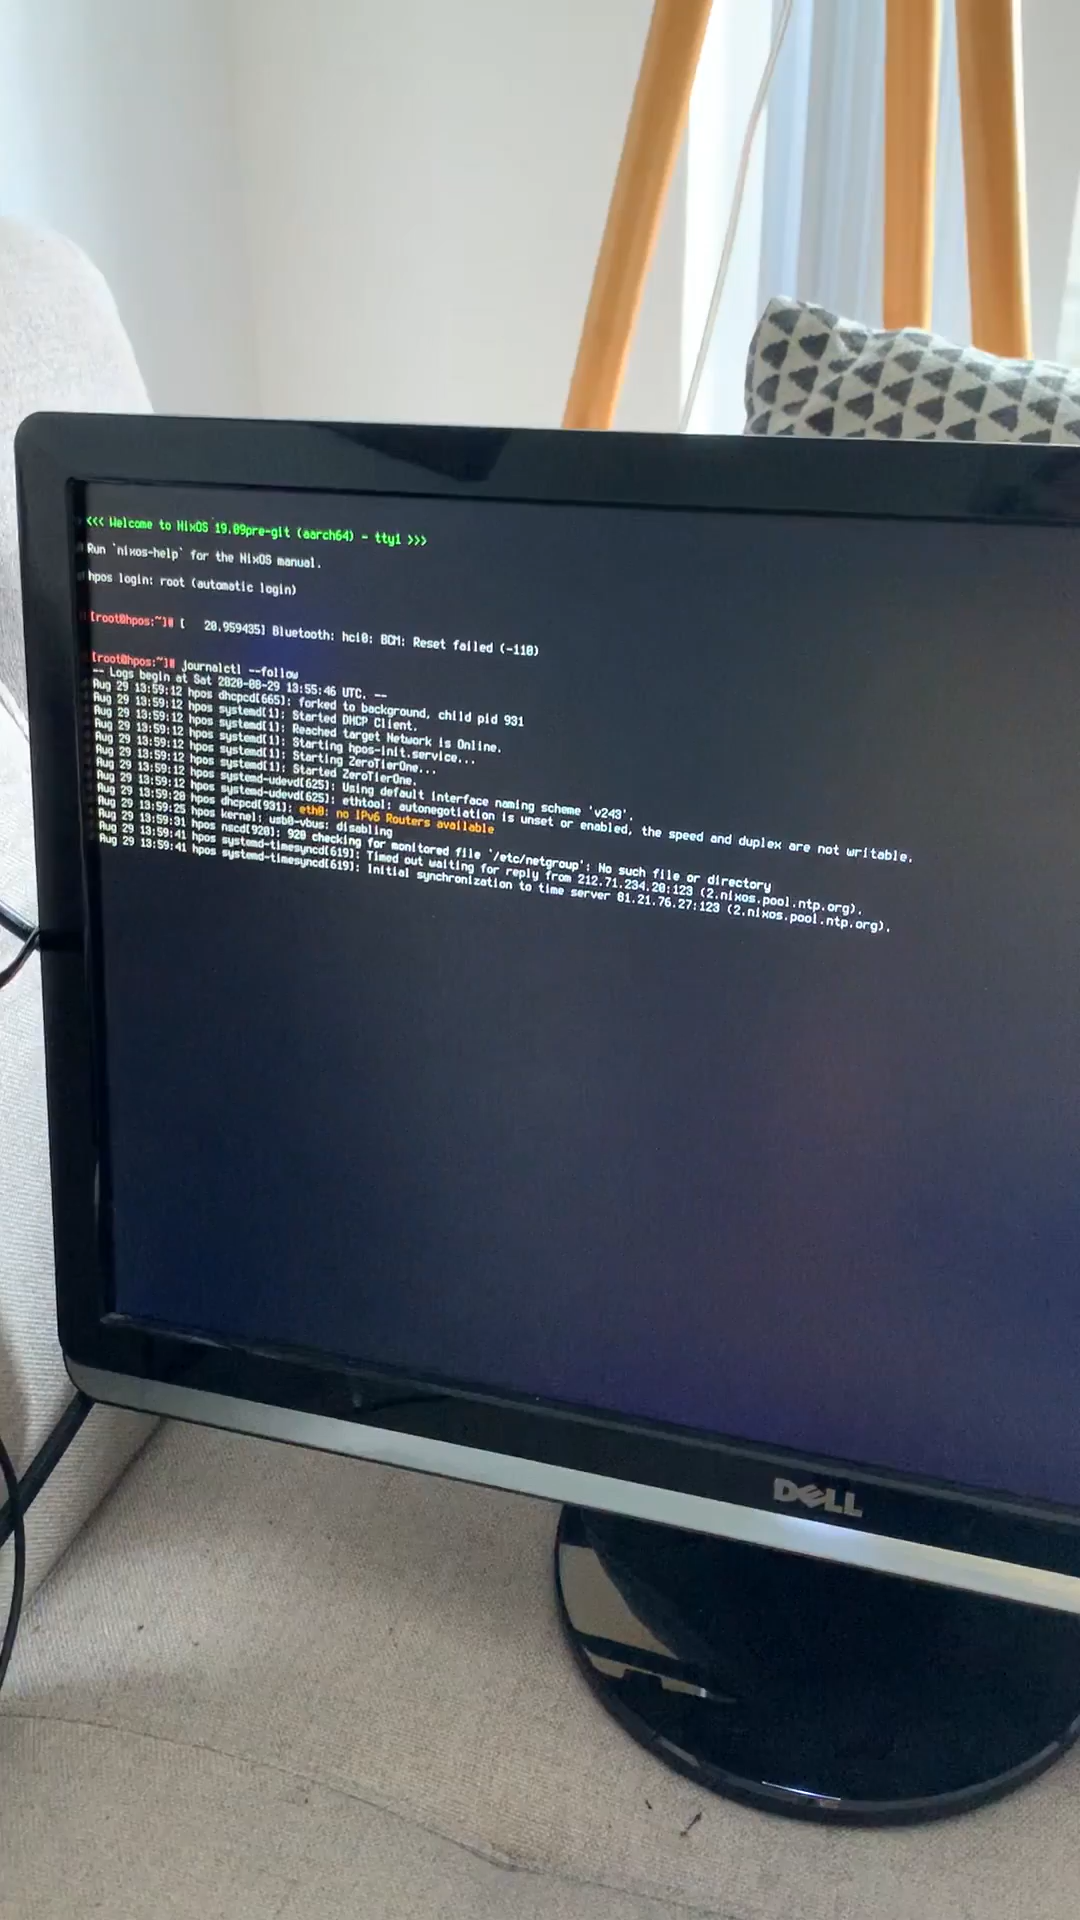 <<< Welcome to NixOS 19.09pre-git (aarch64) - tty1 >>>
Run `nixos-help` for the NixOS manual.
hpos login: root (automatic login)
[root@hpos:~]# [   20.959435] Bluetooth: hci0: BCM: Reset failed (-110)
[root@hpos:~]# journalctl --follow
-- Logs begin at Sat 2020-08-29 13:55:46 UTC. --
Aug 29 13:59:12 hpos dhcpcd[665]: forked to background, child pid 931
Aug 29 13:59:12 hpos systemd[1]: Started DHCP Client.
Aug 29 13:59:12 hpos systemd[1]: Reached target Network is Online.
Aug 29 13:59:12 hpos systemd[1]: Starting hpos-init.service...
Aug 29 13:59:12 hpos systemd[1]: Starting ZeroTierOne...
Aug 29 13:59:12 hpos systemd[1]: Started ZeroTierOne.
Aug 29 13:59:12 hpos systemd-udevd[625]: Using default interface naming scheme 'v243'.
Aug 29 13:59:12 hpos systemd-udevd[625]: ethtool: autonegotiation is unset or enabled, the speed and duplex are not writable.
Aug 29 13:59:20 hpos dhcpcd[931]: eth0: no IPv6 Routers available
Aug 29 13:59:25 hpos kernel: usb0-vbus: disabling
Aug 29 13:59:31 hpos nscd[920]: 920 checking for monitored file `/etc/netgroup': No such file or directory
Aug 29 13:59:41 hpos systemd-timesyncd[619]: Timed out waiting for reply from 212.71.234.20:123 (2.nixos.pool.ntp.org).
Aug 29 13:59:41 hpos systemd-timesyncd[619]: Initial synchronization to time server 81.21.76.27:123 (2.nixos.pool.ntp.org).
DELL